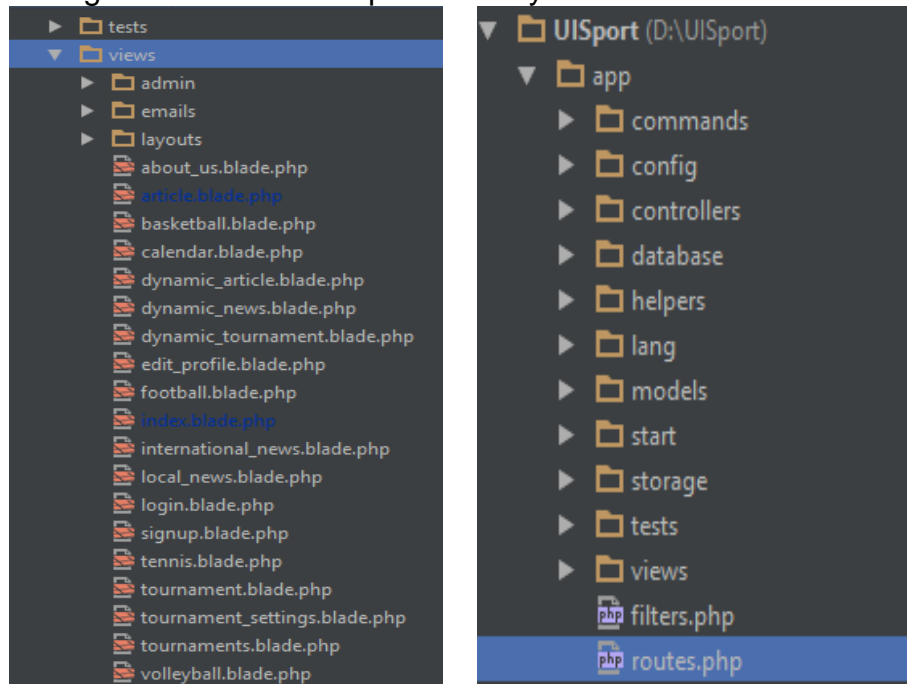 tests
views
admin
emails
layouts
about_us.blade.php
article.blade.php
basketball.blade.php
calendar.blade.php
dynamic_article.blade.php
dynamic_news.blade.php
dynamic_tournament.blade.php
edit_profile.blade.php
football.blade.php
index.blade.php
international_news.blade.php
local_news.blade.php
login.blade.php
signup.blade.php
tennis.blade.php
tournament.blade.php
tournament_settings.blade.php
tournaments.blade.php
volleyball.blade.php
UISport (D:\UISport)
app
commands
config
controllers
database
helpers
lang
models
start
storage
tests
views
php filters.php
php routes.php